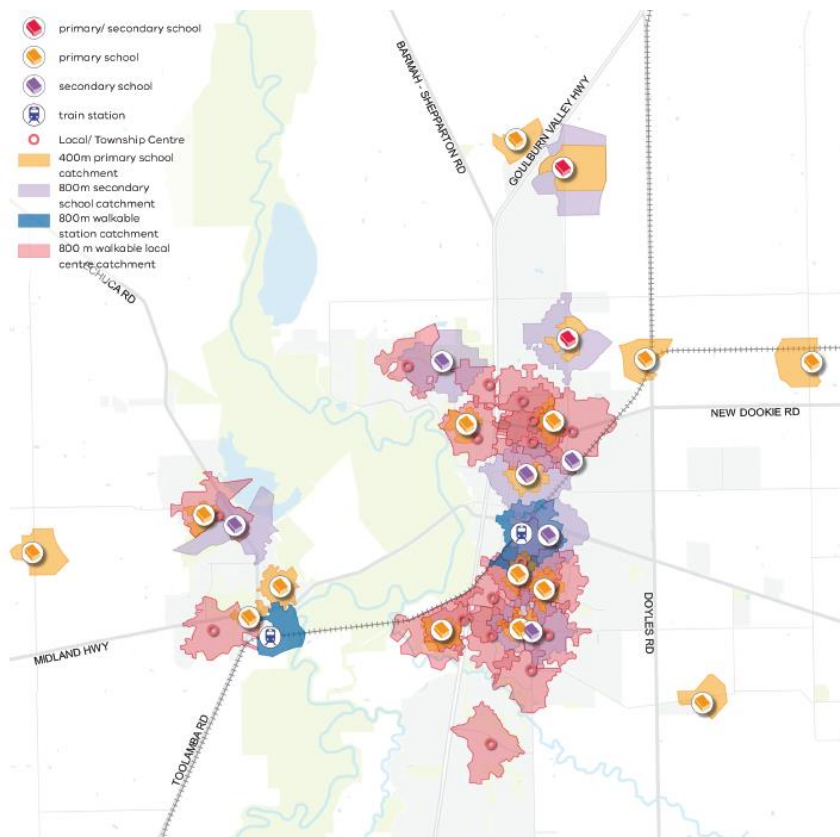 primary/ secondary school
primary school
secondary school
train station
Local/ Township Centre
400m primary school
catchment
800m secondary
school catchment
800m walkable
station catchment
800 m walkable local
centre catchment
BARMAH - SHEPPARTON RD
GOULBURN VALLEY HWY
ECHUCA RD
NEW DOOKIE RD
DOYLES RD
MIDLAND HWY
TOOLAMBA RD